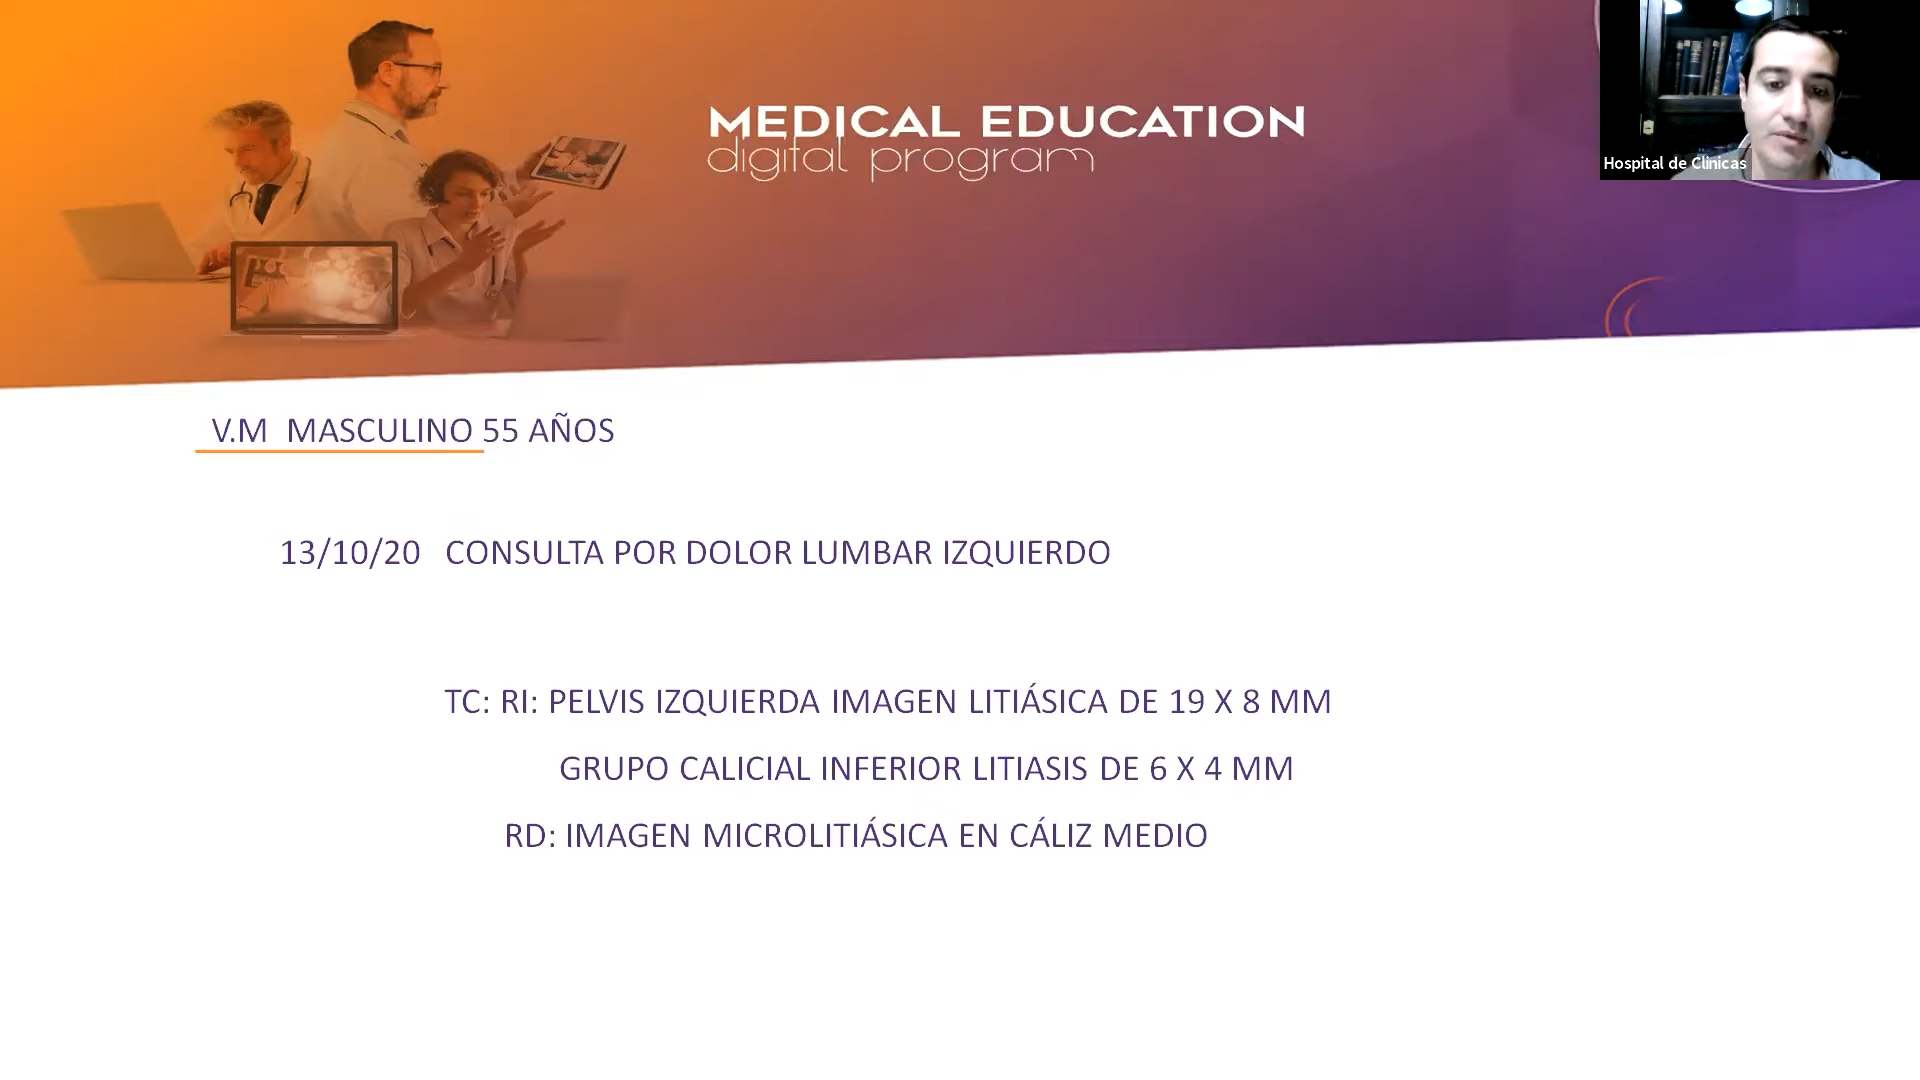 MEDICAL EDUCATION
digital program
Hospital de Clínicas
V.M MASCULINO 55 AÑOS
13/10/20 CONSULTA POR DOLOR LUMBAR IZQUIERDO
TC: RI: PELVIS IZQUIERDA IMAGEN LITIÁSICA DE 19 X 8 MM
GRUPO CALICIAL INFERIOR LITIASIS DE 6 X 4 MM
RD: IMAGEN MICROLITIÁSICA EN CÁLIZ MEDIO